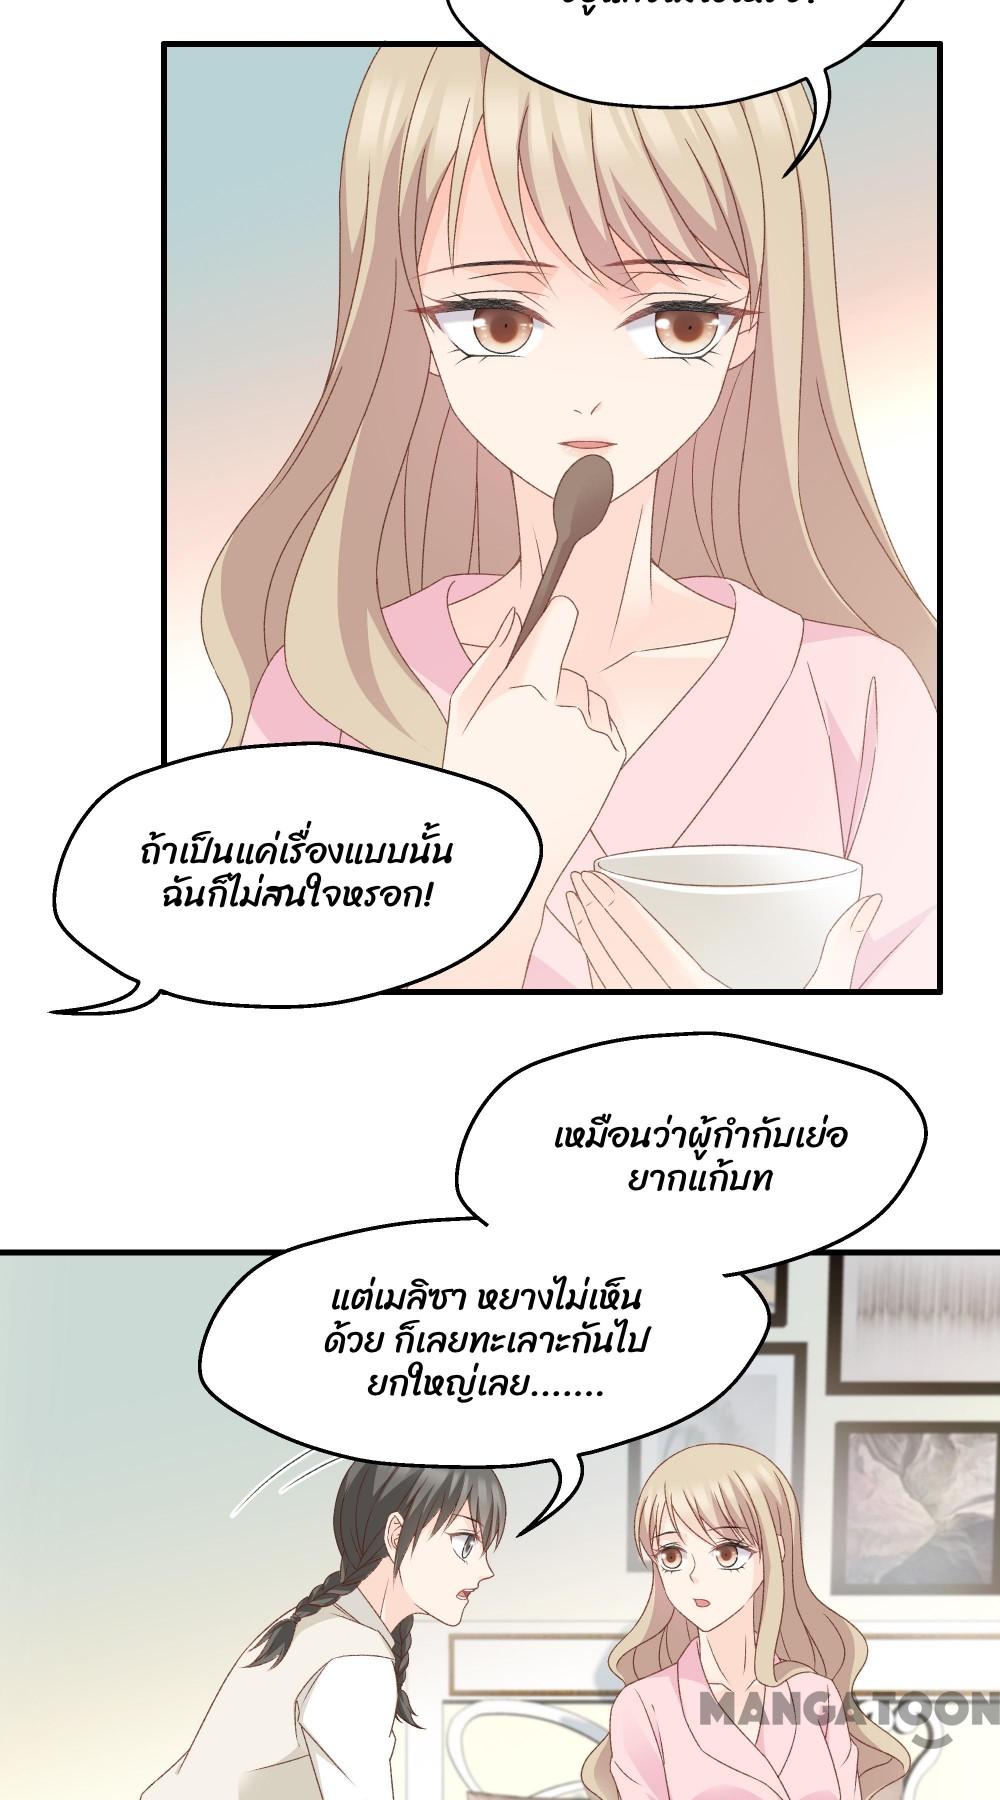 ถ้าเป็นแค่เรื่องแบบนั้น
ฉันก็ไม่สนใจหรอก!
เหมือนว่าผู้กำกับเย่อ
ยากแก้บท
แต่เมลิซา หยางไม่เห็น
ด้วย ก็เลยทะเลาะกันไป
ยกใหญ่เลย.......
MANGATOON